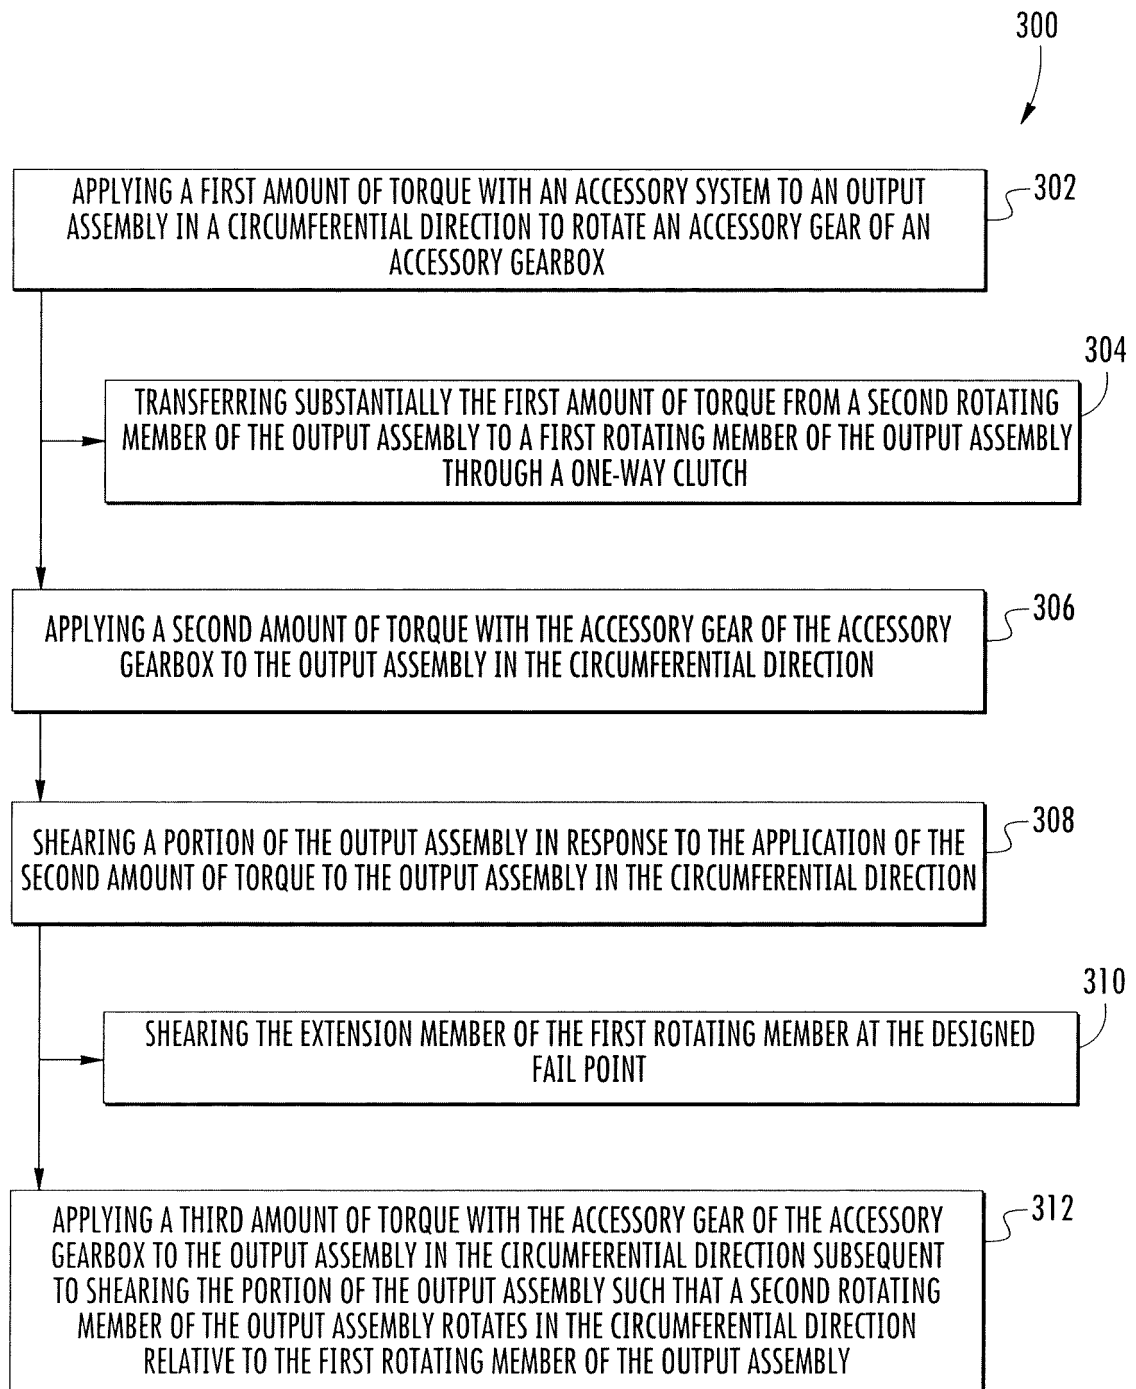 300
APPLYING A FIRST AMOUNT OF TORQUE WITH AN ACCESSORY SYSTEM TO AN OUTPUT
ASSEMBLY IN A CIRCUMFERENTIAL DIRECTION TO ROTATE AN ACCESSORY GEAR OF AN
ACCESSORY GEARBOX
302
304
TRANSFERRING SUBSTANTIALLY THE FIRST AMOUNT OF TORQUE FROM A SECOND ROTATING
MEMBER OF THE OUTPUT ASSEMBLY TO A FIRST ROTATING MEMBER OF THE OUTPUT ASSEMBLY
THROUGH A ONE-WAY CLUTCH
306
APPLYING A SECOND AMOUNT OF TORQUE WITH THE ACCESSORY GEAR OF THE ACCESSORY
GEARBOX TO THE OUTPUT ASSEMBLY IN THE CIRCUMFERENTIAL DIRECTION
308
SHEARING A PORTION OF THE OUTPUT ASSEMBLY IN RESPONSE TO THE APPLICATION OF THE
SECOND AMOUNT OF TORQUE TO THE OUTPUT ASSEMBLY IN THE CIRCUMFERENTIAL DIRECTION
310
SHEARING THE EXTENSION MEMBER OF THE FIRST ROTATING MEMBER AT THE DESIGNED
FAIL POINT
312
APPLYING A THIRD AMOUNT OF TORQUE WITH THE ACCESSORY GEAR OF THE ACCESSORY
GEARBOX TO THE OUTPUT ASSEMBLY IN THE CIRCUMFERENTIAL DIRECTION SUBSEQUENT
TO SHEARING THE PORTION OF THE OUTPUT ASSEMBLY SUCH THAT A SECOND ROTATING
MEMBER OF THE OUTPUT ASSEMBLY ROTATES IN THE CIRCUMFERENTIAL DIRECTION
RELATIVE TO THE FIRST ROTATING MEMBER OF THE OUTPUT ASSEMBLY